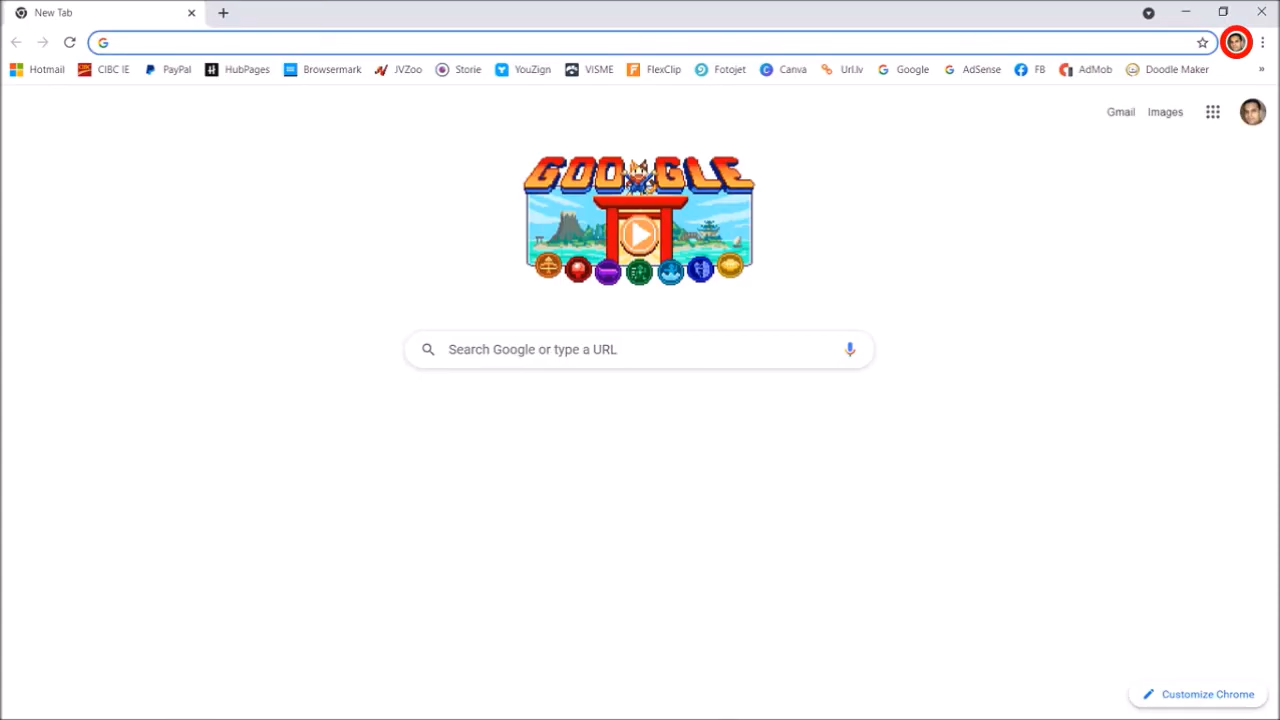 New Tab
Hotmail CIBC IE PayPal HubPages Browsermark JVZoo Storie YouZign VISME FlexClip Fotojet Canva Url.lv Google AdSense FB AdMob Doodle Maker »
Gmail Images
GOOGLE
Search Google or type a URL
Customize Chrome